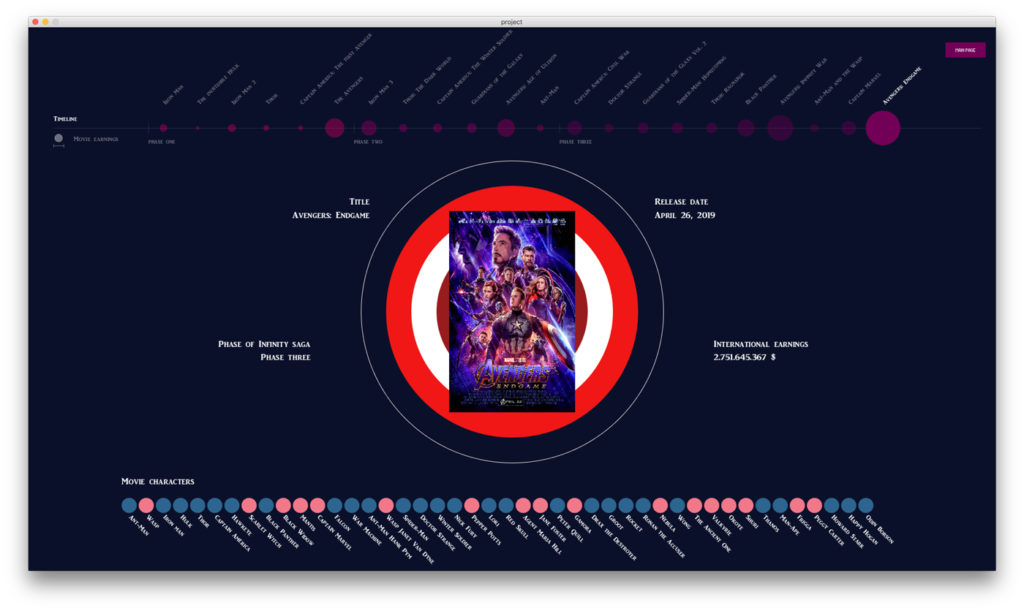 project
MAIN PAGE
Iron Man
The Incredible Hulk
Iron Man 2
Thor
Captain America: The first Avenger
The Avengers
Iron Man 3
Thor: The Dark World
Captain America: The Winter Soldier
Guardians of the Galaxy
Avengers: Age of Ultron
Ant-Man
Captain America: Civil War
Doctor Strange
Guardians of the Galaxy Vol. 2
Spider-Man: Homecoming
Thor: Ragnarok
Black Panther
Avengers: Infinity War
Ant-Man and the Wasp
Captain Marvel
Avengers: Endgame
Timeline
Movie earnings
phase one
phase two
phase three
Title
Avengers: Endgame
Release date
April 26, 2019
Phase of Infinity saga
Phase three
International earnings
2.751.645.367 $
AVENGERS
ENDGAME
APRIL 26
Movie characters
Ant-Man
Wasp
Iron Man
Hulk
Thor
Captain America
Hawkeye
Scarlet Witch
Black Panther
Black Widow
Mantis
Captain Marvel
Falcon
War Machine
Ant-Man Hank Pym
Wasp Janet Van Dyne
Spider-Man
Doctor Strange
Winter Soldier
Nick Fury
Pepper Potts
Loki
Red Skull
Agent Maria Hill
Jane Foster
Peter Quill
Gamora
Drax the Destroyer
Groot
Rocket
Ronan the Accuser
Nebula
Wong
The Ancient One
Valkyrie
Okoye
Shuri
Thanos
Man-Ape
Frigga
Peggy Carter
Howard Stark
Happy Hogan